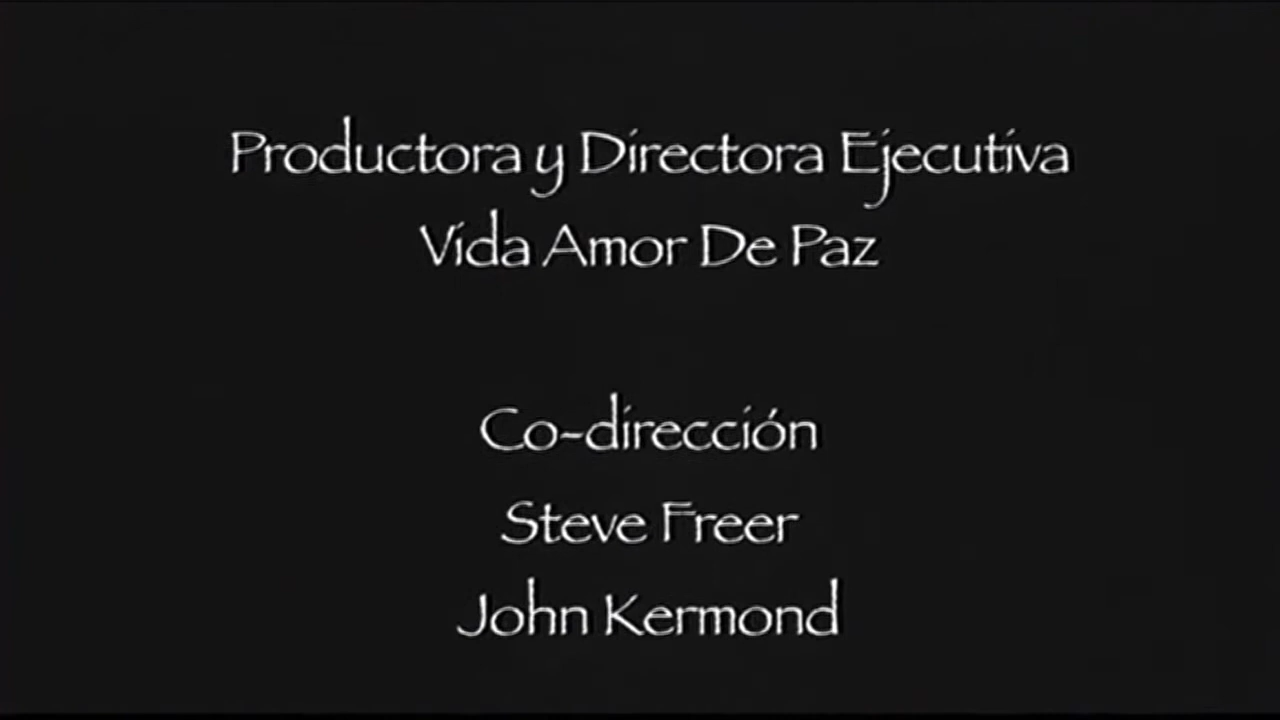 Productora y Directora Ejecutiva
Vida Amor De Paz
Co-dirección
Steve Freer
John Kermond